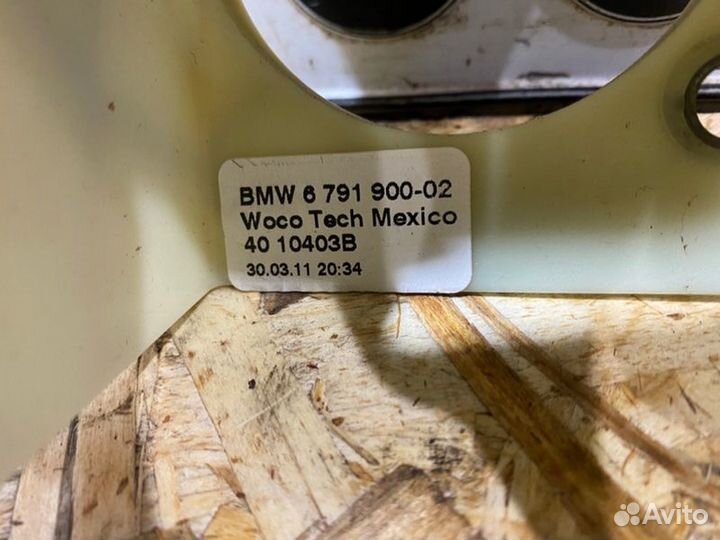 BMW 6 791 900-02
Woco Tech Mexico
40 10403B
30.03.11 20:34
Avito